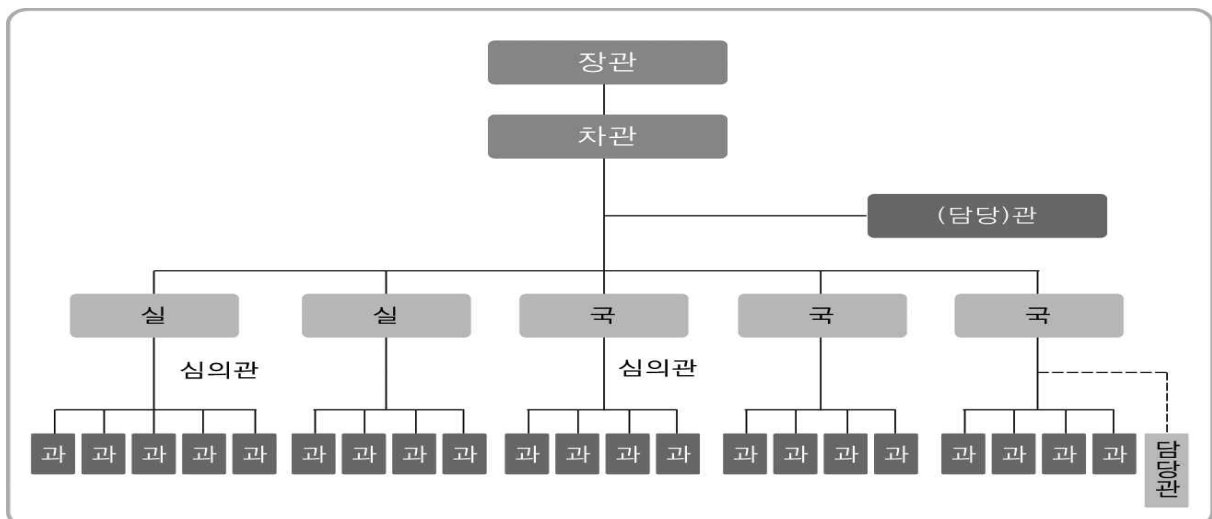 장관
차관
(담당)관
실 실 국 국 국
심의관 심의관
과 과 과 과 과 과 과 과 과 과 과 과 과 과 과 과 과 과 과 과 과
담당관